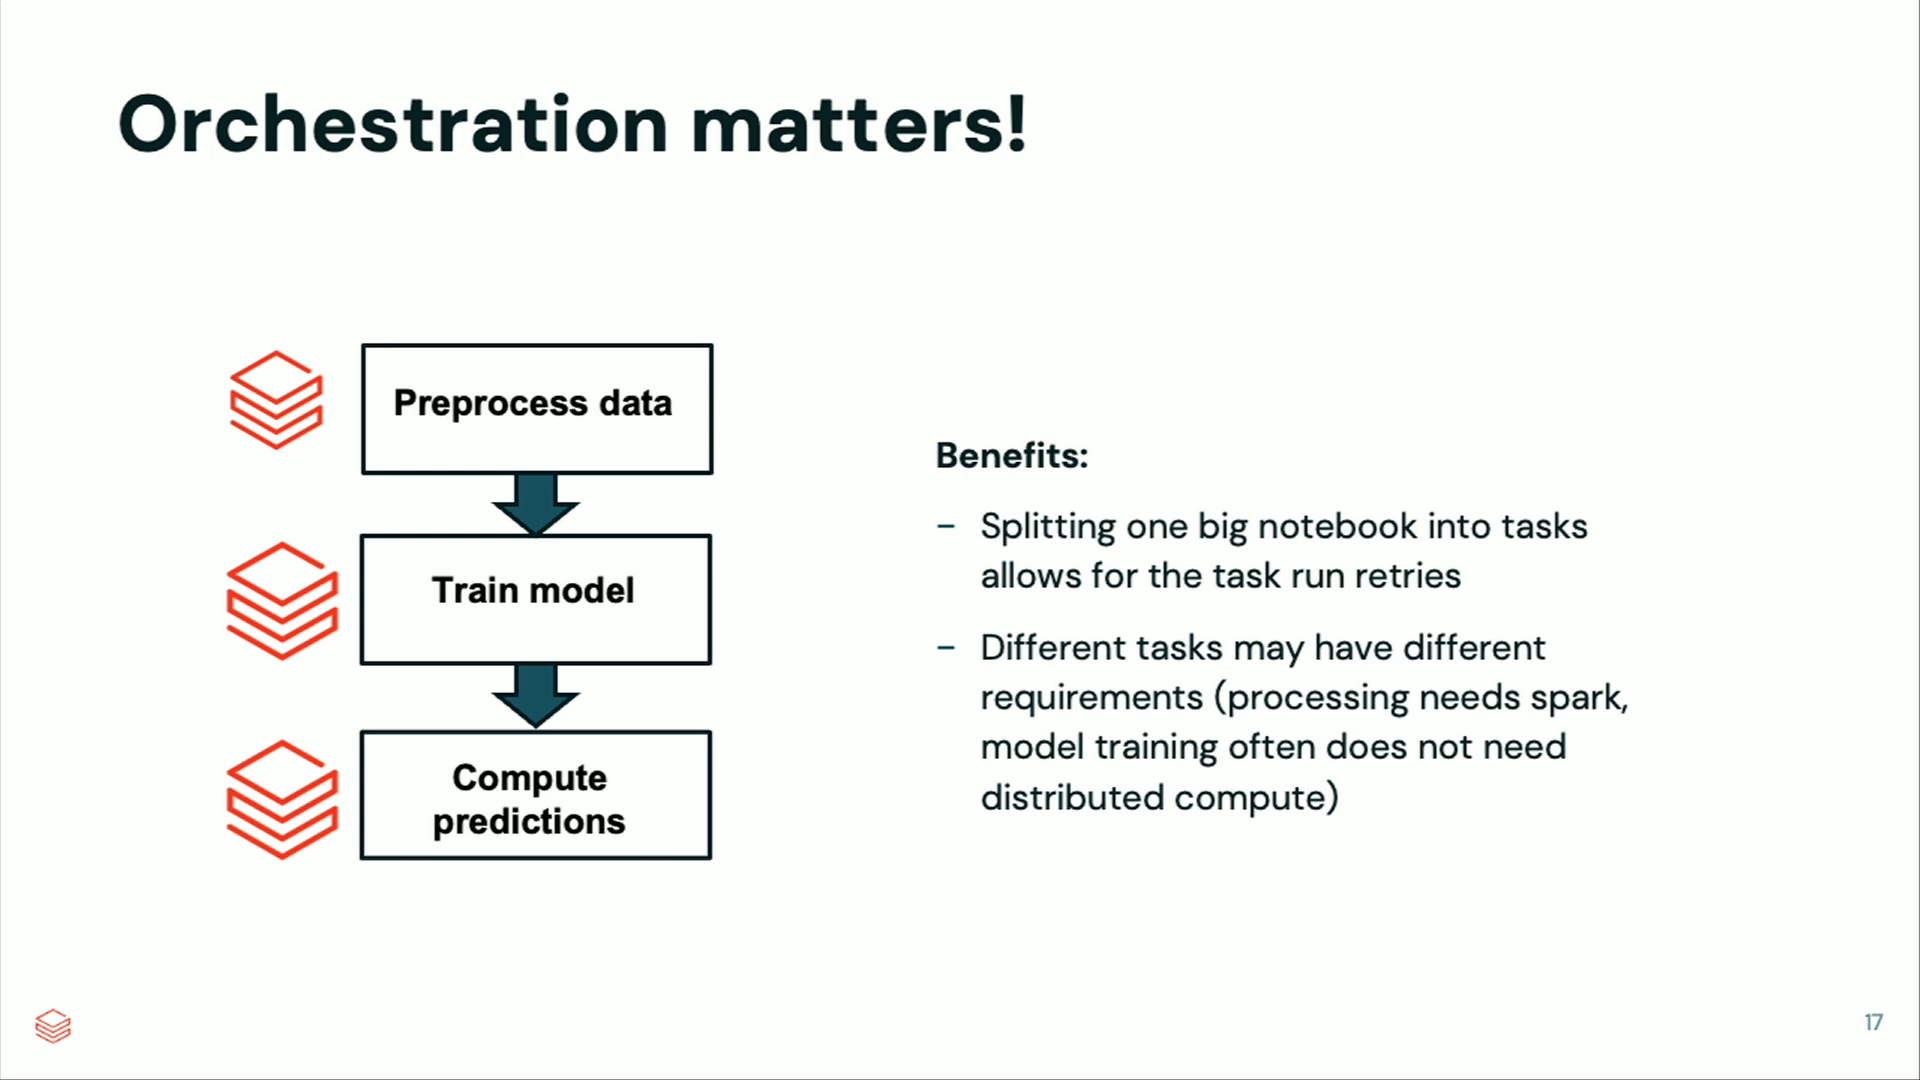 Orchestration matters!
Preprocess data
Train model
Compute
predictions
Benefits:
– Splitting one big notebook into tasks
allows for the task run retries
– Different tasks may have different
requirements (processing needs spark,
model training often does not need
distributed compute)
17